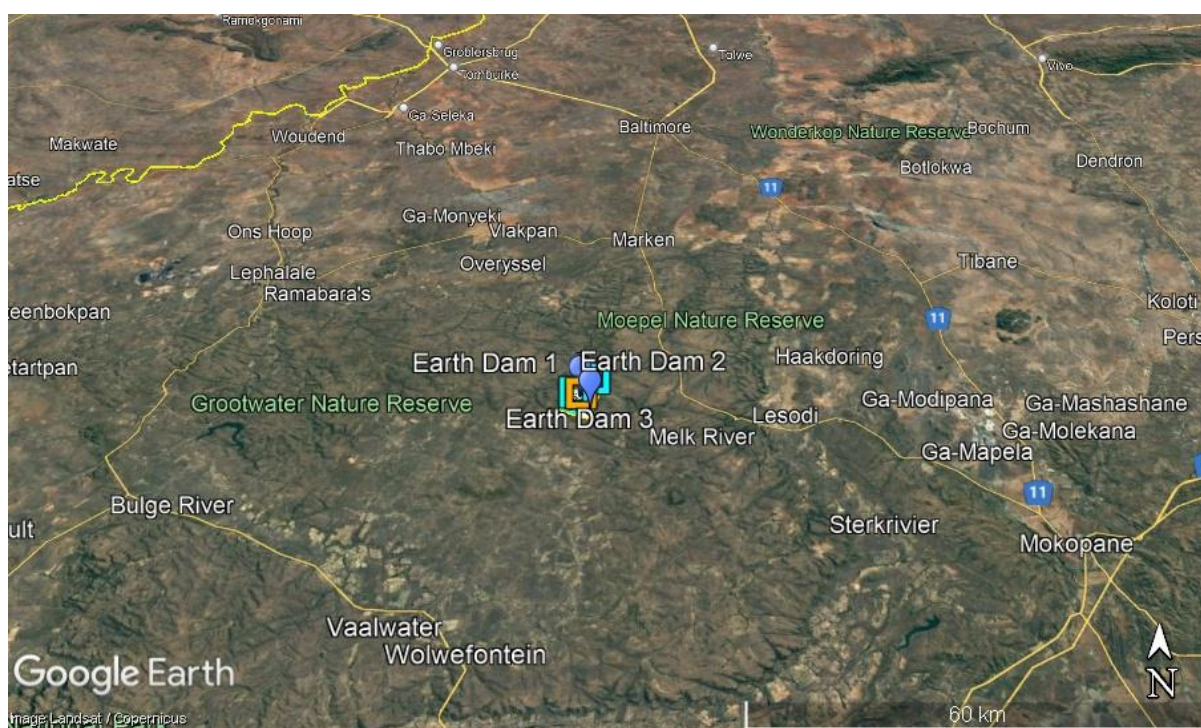 Ramokgonami
Groblersbrug
Tomburke
Tolwe
Vivo
Ga-Seleka
Makwate
Woudend
Baltimore
Wonderkop Nature Reserve
Bochum
Thabo Mbeki
Botlokwa
Dendron
atse
11
Ga-Monyeki
Ons Hoop
Vlakpan
Marken
Overyssel
Tibane
Lephalale
Ramabara's
Koloti
teenbokpan
Moepel Nature Reserve
11
Pers
Haakdoring
etartpan
Earth Dam 1
Earth Dam 2
Grootwater Nature Reserve
Ga-Modipana
Ga-Mashashane
Earth Dam 3
Lesodi
Melk River
Ga-Molekana
Ga-Mapela
11
Bulge River
ult
Sterkrivier
Mokopane
Vaalwater
Wolwefontein
Google Earth
N
Image Landsat / Copernicus
60 km